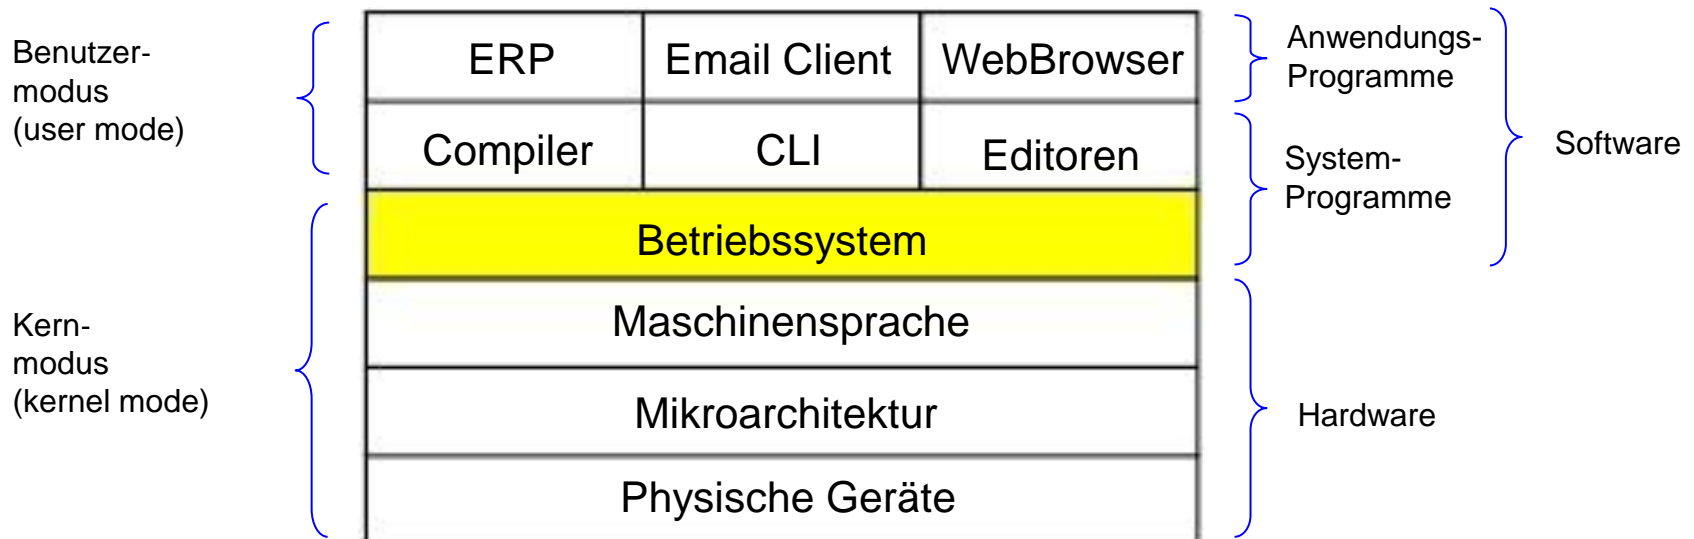 Benutzer-
modus
(user mode)
ERP
Email Client
WebBrowser
Anwendungs-
Programme
Compiler
CLI
Editoren
System-
Programme
Software
Betriebssystem
Kern-
modus
(kernel mode)
Maschinensprache
Mikroarchitektur
Physische Geräte
Hardware